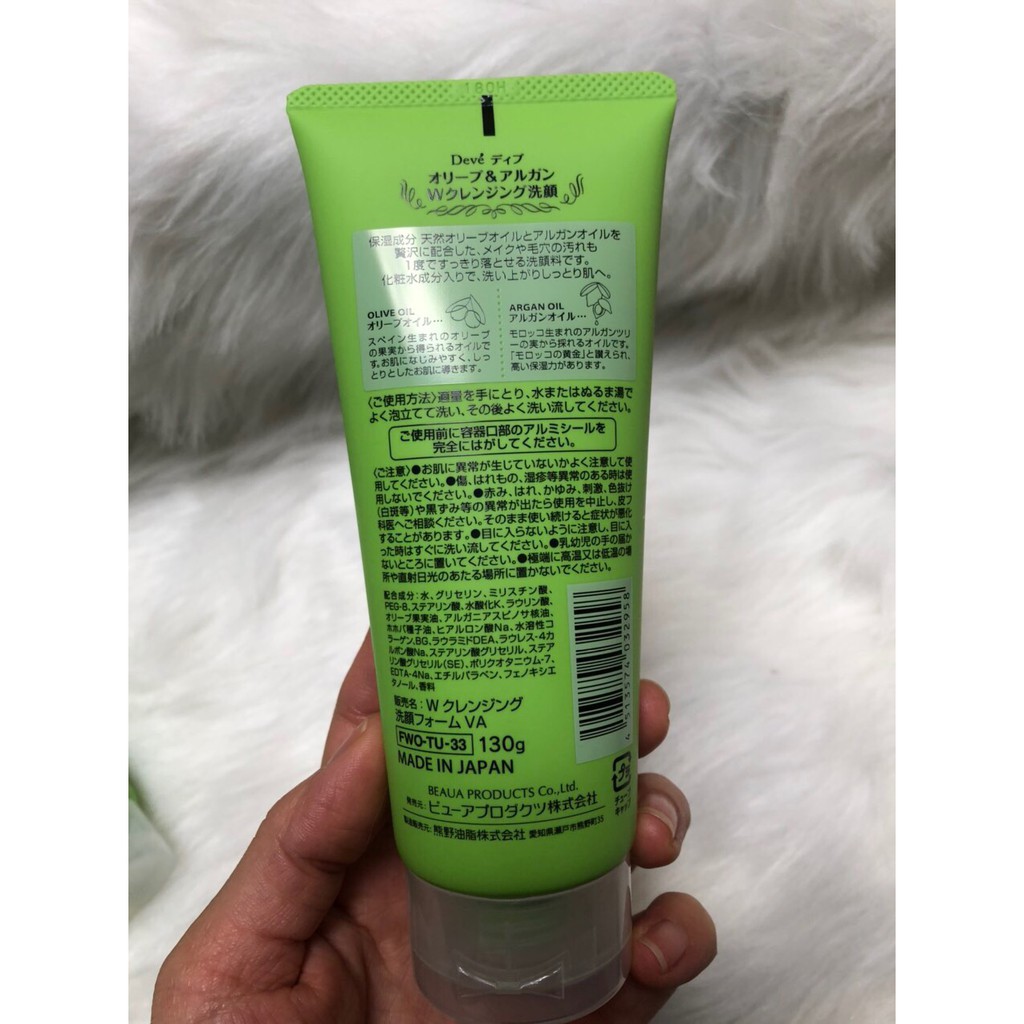 180H
Devé ディブ
オリーブ&アルガン
Wクレンジング洗顔
保湿成分 天然オリーブオイルとアルガンオイルを
贅沢に配合した、メイクや毛穴の汚れも
1度ですっきり落とせる洗顔料です。
化粧水成分入りで、洗い上がりしっとり肌へ。
OLIVE OIL
オリーブオイル…
スペイン生まれのオリーブ
の果実から得られるオイルで
す。お肌になじみやすく、しっ
とりとしたお肌に導きます。
ARGAN OIL
アルガンオイル…
モロッコ生まれのアルガンツリ
ーの実から採れるオイルです。
「モロッコの黄金」と讃えられ、
高い保湿力があります。
〈ご使用方法〉適量を手にとり、水またはぬるま湯で
よく泡立てて洗い、その後よく洗い流してください。
ご使用前に容器口部のアルミシールを
完全にはがしてください。
〈ご注意〉●お肌に異常が生じていないかよく注意して使
用してください。●傷、はれもの、湿疹等異常のある時は使
用しないでください。●赤み、はれ、かゆみ、刺激、色抜け
(白斑等)や黒ずみ等の異常が出たら使用を中止し、皮フ
科医へご相談ください。そのまま使い続けると症状が悪化
することがあります。●目に入らないように注意し、目に入
った時はすぐに洗い流してください。●乳幼児の手の届か
ないところに置いてください。●極端に高温又は低温の場
所や直射日光のあたる場所に置かないでください。
配合成分:水、グリセリン、ミリスチン酸、
PEG-8、ステアリン酸、水酸化K、ラウリン酸、
オリーブ果実油、アルガニアスピノサ核油、
ホホバ種子油、ヒアルロン酸Na、水溶性コ
ラーゲン、BG、ラウラミドDEA、ラウレス-4カ
ルボン酸Na、ステアリン酸グリセリル、ステア
リン酸グリセリル(SE)、ポリクオタニウム-7、
EDTA-4Na、エチルパラベン、フェノキシエ
タノール、香料
販売名:W クレンジング
洗顔フォーム VA
FWO-TU-33 130g
MADE IN JAPAN
4513574032958
BEAUA PRODUCTS Co.,Ltd.
発売元:ビューアプロダクツ株式会社
製造販売元:熊野油脂株式会社 愛知県瀬戸市熊野町35